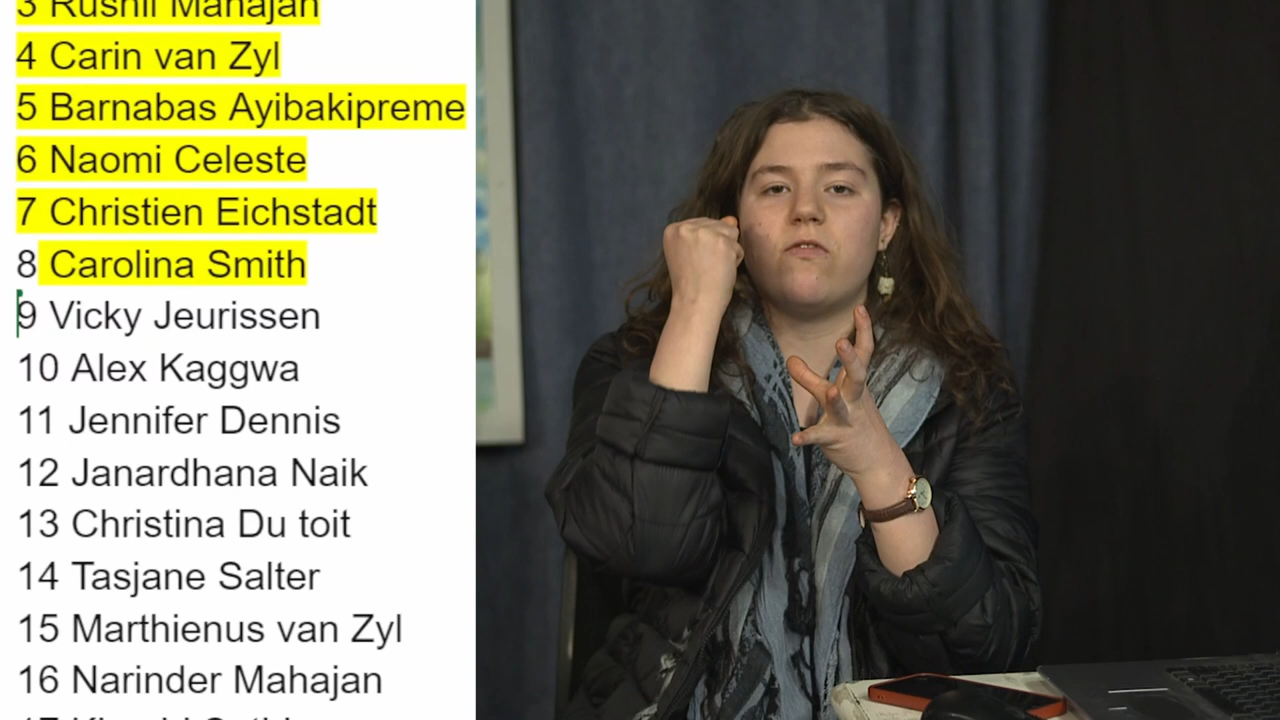 3 Rushil Mahajan
4 Carin van Zyl
5 Barnabas Ayibakipreme
6 Naomi Celeste
7 Christien Eichstadt
8 Carolina Smith
9 Vicky Jeurissen
10 Alex Kaggwa
11 Jennifer Dennis
12 Janardhana Naik
13 Christina Du toit
14 Tasjane Salter
15 Marthienus van Zyl
16 Narinder Mahajan
17